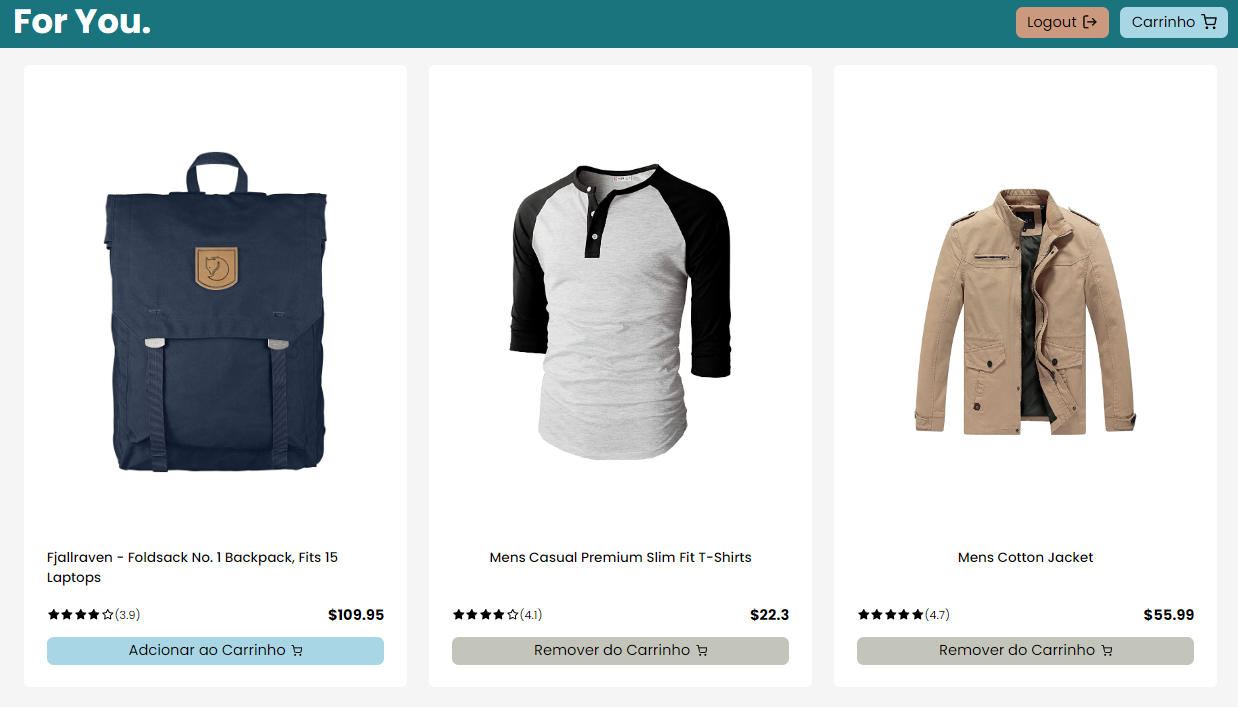 For You.
Logout
Carrinho
Fjallraven - Foldsack No. 1 Backpack, Fits 15
Laptops
(3.9)
$109.95
Adcionar ao Carrinho
Mens Casual Premium Slim Fit T-Shirts
(4.1)
$22.3
Remover do Carrinho
Mens Cotton Jacket
(4.7)
$55.99
Remover do Carrinho